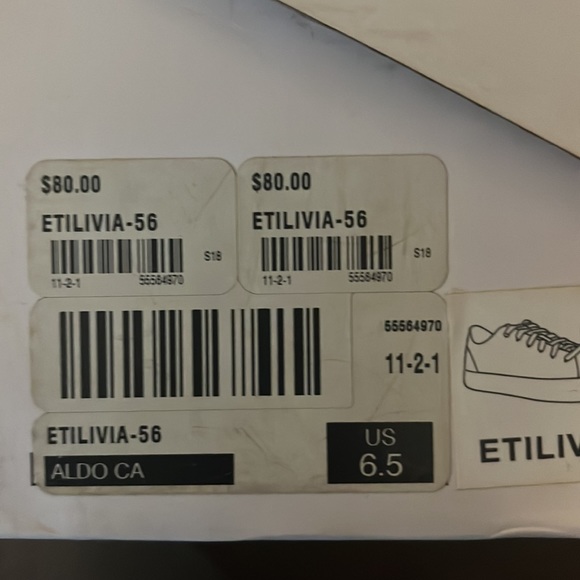 $80.00
ETILIVIA-56
S18
11-2-1 55564970
$80.00
ETILIVIA-56
S18
11-2-1 55564970
55564970
11-2-1
ETILIVIA-56
ALDO CA
US
6.5
ETILIV